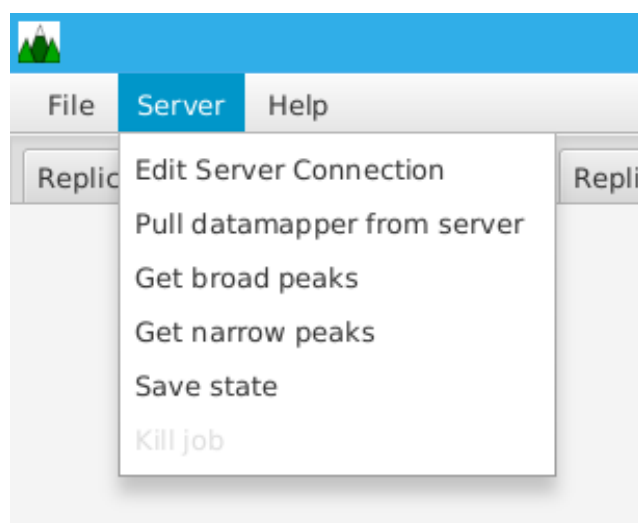 File Server Help
Replic
Repli
Edit Server Connection
Pull datamapper from server
Get broad peaks
Get narrow peaks
Save state
Kill job